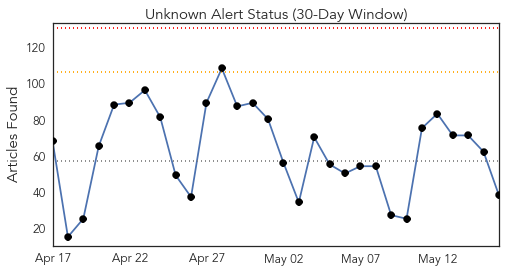 Unknown Alert Status (30-Day Window)
Articles Found
120
100
80
60
40
20
Apr 17
Apr 22
Apr 27
May 02
May 07
May 12